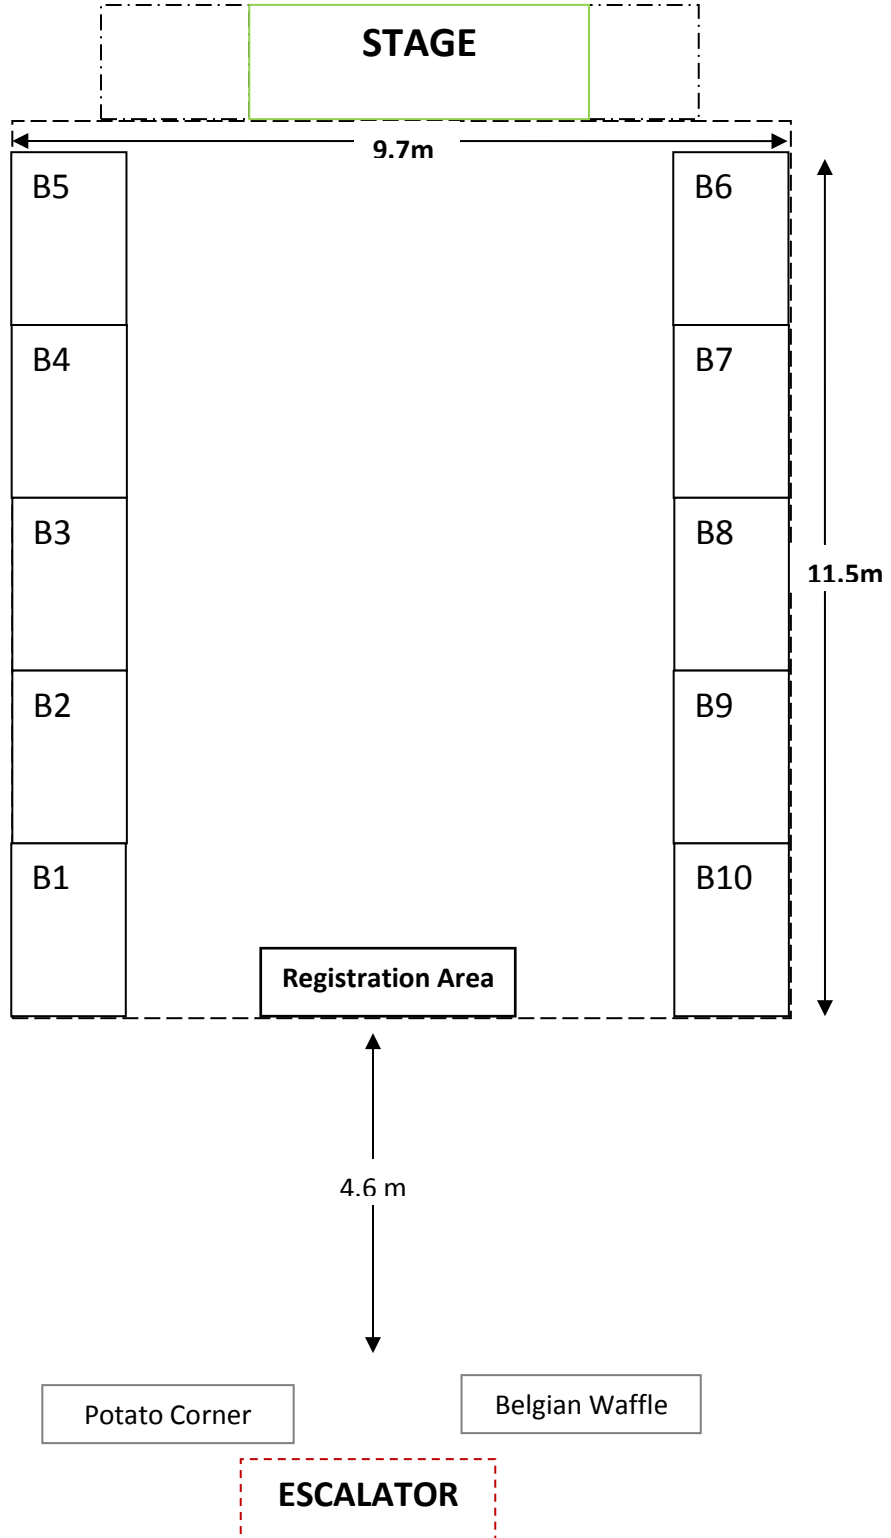 STAGE
9.7m
B5
B6
B4
B7
B3
B8
11.5m
B2
B9
B1
B10
Registration Area
4.6 m
Potato Corner
Belgian Waffle
ESCALATOR